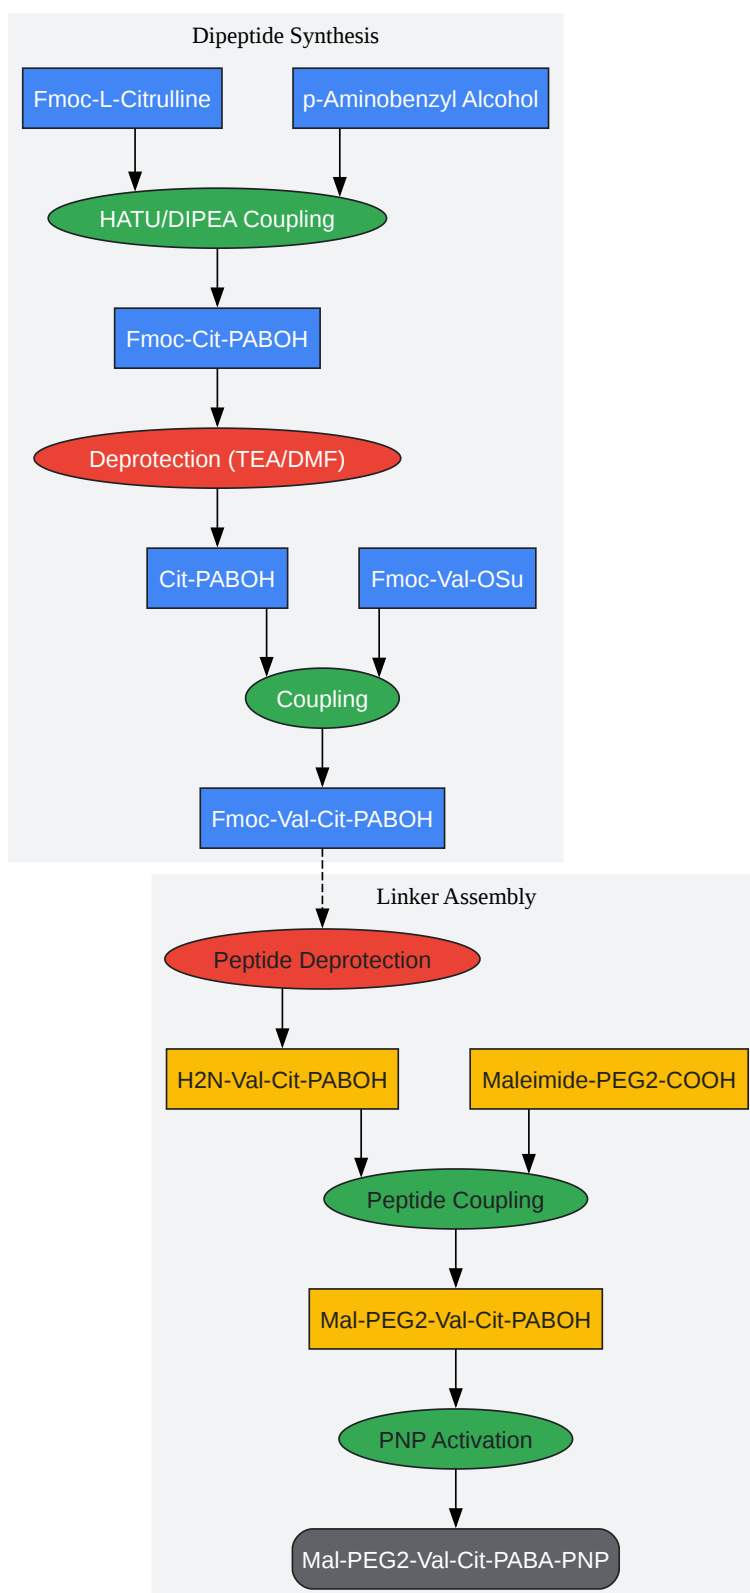 Dipeptide Synthesis
Fmoc-L-Citrulline
p-Aminobenzyl Alcohol
HATU/DIPEA Coupling
Fmoc-Cit-PABOH
Deprotection (TEA/DMF)
Cit-PABOH
Fmoc-Val-OSu
Coupling
Fmoc-Val-Cit-PABOH
Linker Assembly
Peptide Deprotection
H2N-Val-Cit-PABOH
Maleimide-PEG2-COOH
Peptide Coupling
Mal-PEG2-Val-Cit-PABOH
PNP Activation
Mal-PEG2-Val-Cit-PABA-PNP